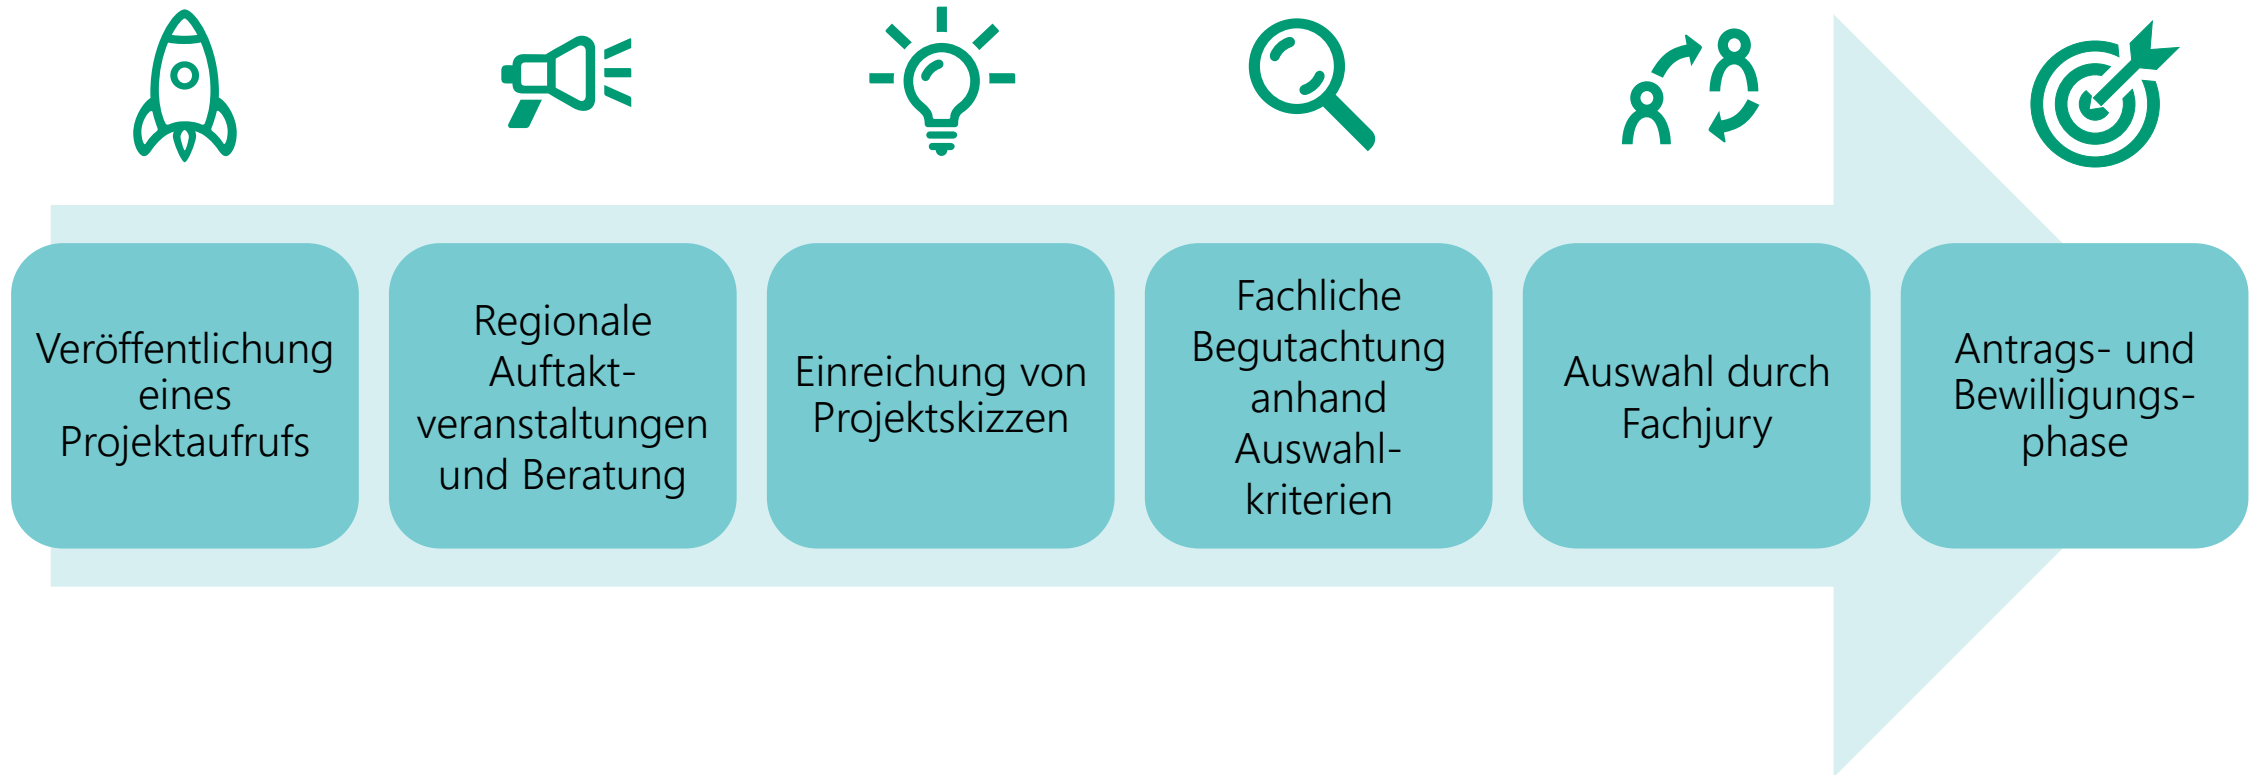 Veröffentlichung
eines
Projektaufrufs
Regionale
Auftakt-
veranstaltungen
und Beratung
Einreichung von
Projektskizzen
Fachliche
Begutachtung
anhand
Auswahl-
kriterien
Auswahl durch
Fachjury
Antrags- und
Bewilligungs-
phase